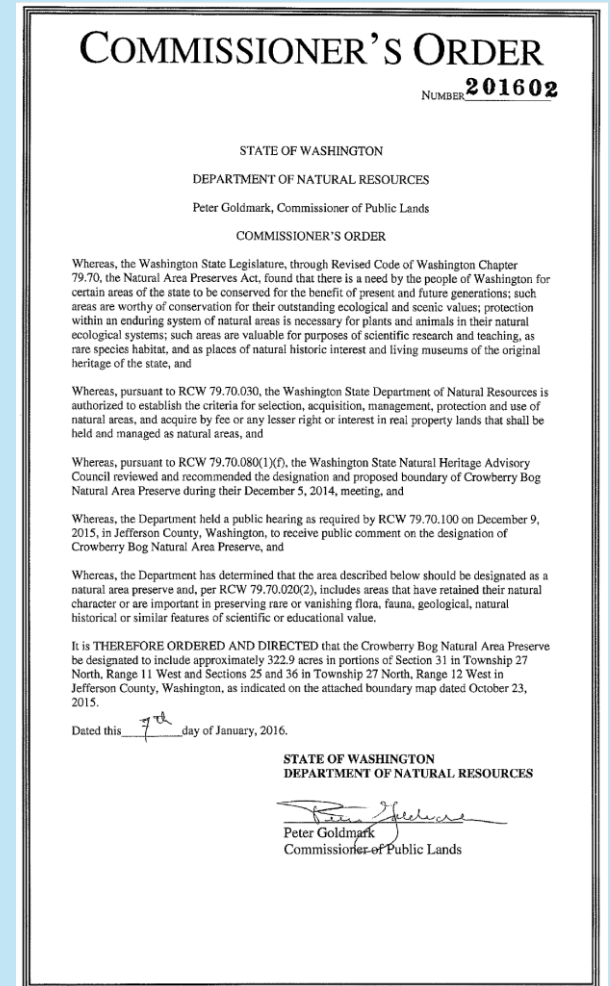 COMMISSIONER'S ORDER
NUMBER 201602
STATE OF WASHINGTON
DEPARTMENT OF NATURAL RESOURCES
Peter Goldmark, Commissioner of Public Lands
COMMISSIONER'S ORDER
Whereas, the Washington State Legislature, through Revised Code of Washington Chapter
79.70, the Natural Area Preserves Act, found that there is a need by the people of Washington for
certain areas of the state to be conserved for the benefit of present and future generations; such
areas are worthy of conservation for their outstanding ecological and scenic values; protection
within an enduring system of natural areas is necessary for plants and animals in their natural
ecological systems; such areas are valuable for purposes of scientific research and teaching, as
rare species habitat, and as places of natural historic interest and living museums of the original
heritage of the state, and
Whereas, pursuant to RCW 79.70.030, the Washington State Department of Natural Resources is
authorized to establish the criteria for selection, acquisition, management, protection and use of
natural areas, and acquire by fee or any lesser right or interest in real property lands that shall be
held and managed as natural areas, and
Whereas, pursuant to RCW 79.70.080(1)(f), the Washington State Natural Heritage Advisory
Council reviewed and recommended the designation and proposed boundary of Crowberry Bog
Natural Area Preserve during their December 5, 2014, meeting, and
Whereas, the Department held a public hearing as required by RCW 79.70.100 on December 9,
2015, in Jefferson County, Washington, to receive public comment on the designation of
Crowberry Bog Natural Area Preserve, and
Whereas, the Department has determined that the area described below should be designated as a
natural area preserve and, per RCW 79.70.020(2), includes areas that have retained their natural
character or are important in preserving rare or vanishing flora, fauna, geological, natural
historical or similar features of scientific or educational value.
It is THEREFORE ORDERED AND DIRECTED that the Crowberry Bog Natural Area Preserve
be designated to include approximately 322.9 acres in portions of Section 31 in Township 27
North, Range 11 West and Sections 25 and 36 in Township 27 North, Range 12 West in
Jefferson County, Washington, as indicated on the attached boundary map dated October 23,
2015.
Dated this 7th day of January, 2016.
STATE OF WASHINGTON
DEPARTMENT OF NATURAL RESOURCES
Peter Goldmark
Peter Goldmark
Commissioner of Public Lands